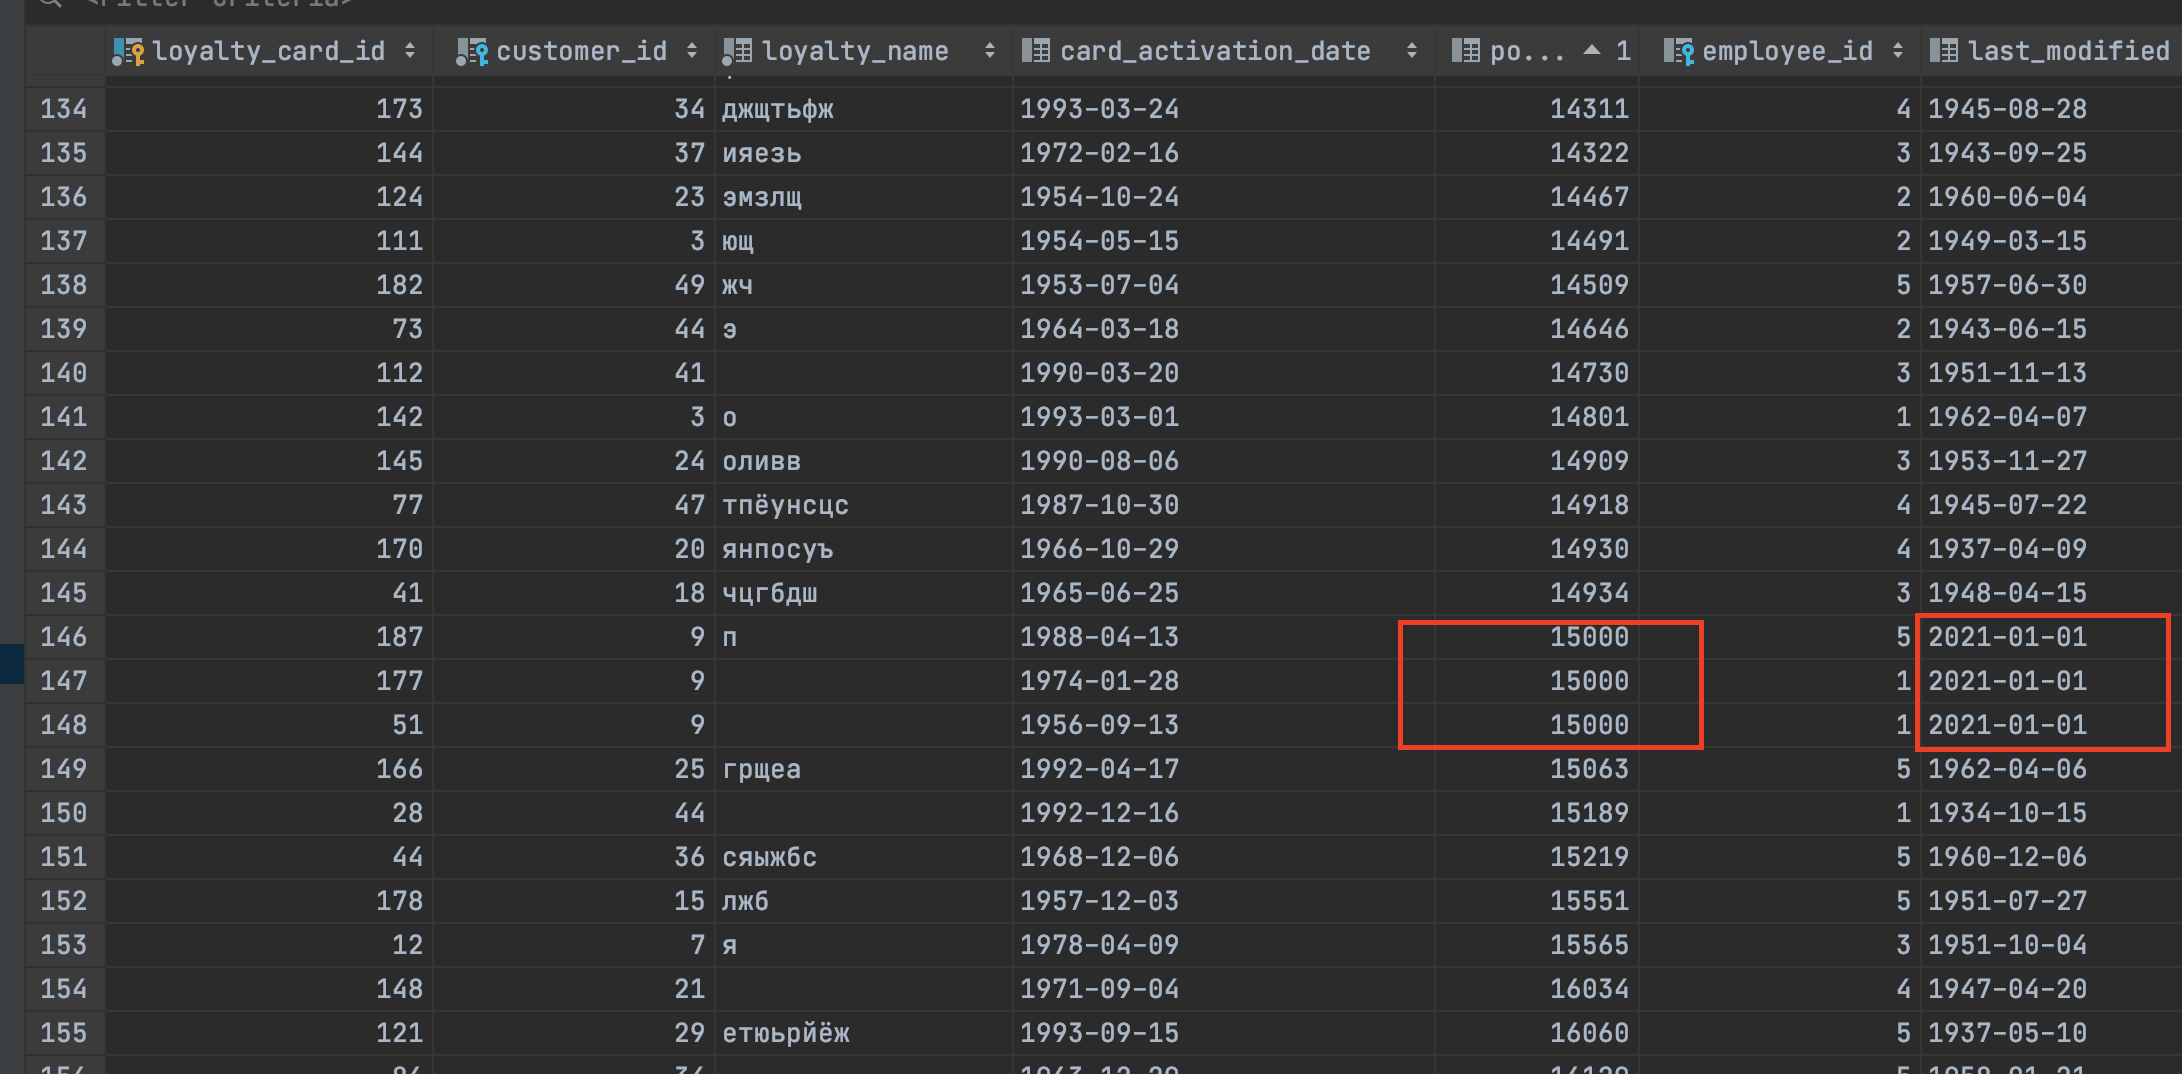 <Filter Criteria>
loyalty_card_id customer_id loyalty_name card_activation_date po... 1 employee_id last_modified
134 173 34 джщтьфж 1993-03-24 14311 4 1945-08-28
135 144 37 ияезь 1972-02-16 14322 3 1943-09-25
136 124 23 эмзлщ 1954-10-24 14467 2 1960-06-04
137 111 3 ющ 1954-05-15 14491 2 1949-03-15
138 182 49 жч 1953-07-04 14509 5 1957-06-30
139 73 44 э 1964-03-18 14646 2 1943-06-15
140 112 41 1990-03-20 14730 3 1951-11-13
141 142 3 о 1993-03-01 14801 1 1962-04-07
142 145 24 оливв 1990-08-06 14909 3 1953-11-27
143 77 47 тпёунсцс 1987-10-30 14918 4 1945-07-22
144 170 20 янпосуъ 1966-10-29 14930 4 1937-04-09
145 41 18 чцгбдш 1965-06-25 14934 3 1948-04-15
146 187 9 п 1988-04-13 15000 5 2021-01-01
147 177 9 1974-01-28 15000 1 2021-01-01
148 51 9 1956-09-13 15000 1 2021-01-01
149 166 25 грщеа 1992-04-17 15063 5 1962-04-06
150 28 44 1992-12-16 15189 1 1934-10-15
151 44 36 сяыжбс 1968-12-06 15219 5 1960-12-06
152 178 15 лжб 1957-12-03 15551 5 1951-07-27
153 12 7 я 1978-04-09 15565 3 1951-10-04
154 148 21 1971-09-04 16034 4 1947-04-20
155 121 29 етюьрйёж 1993-09-15 16060 5 1937-05-10